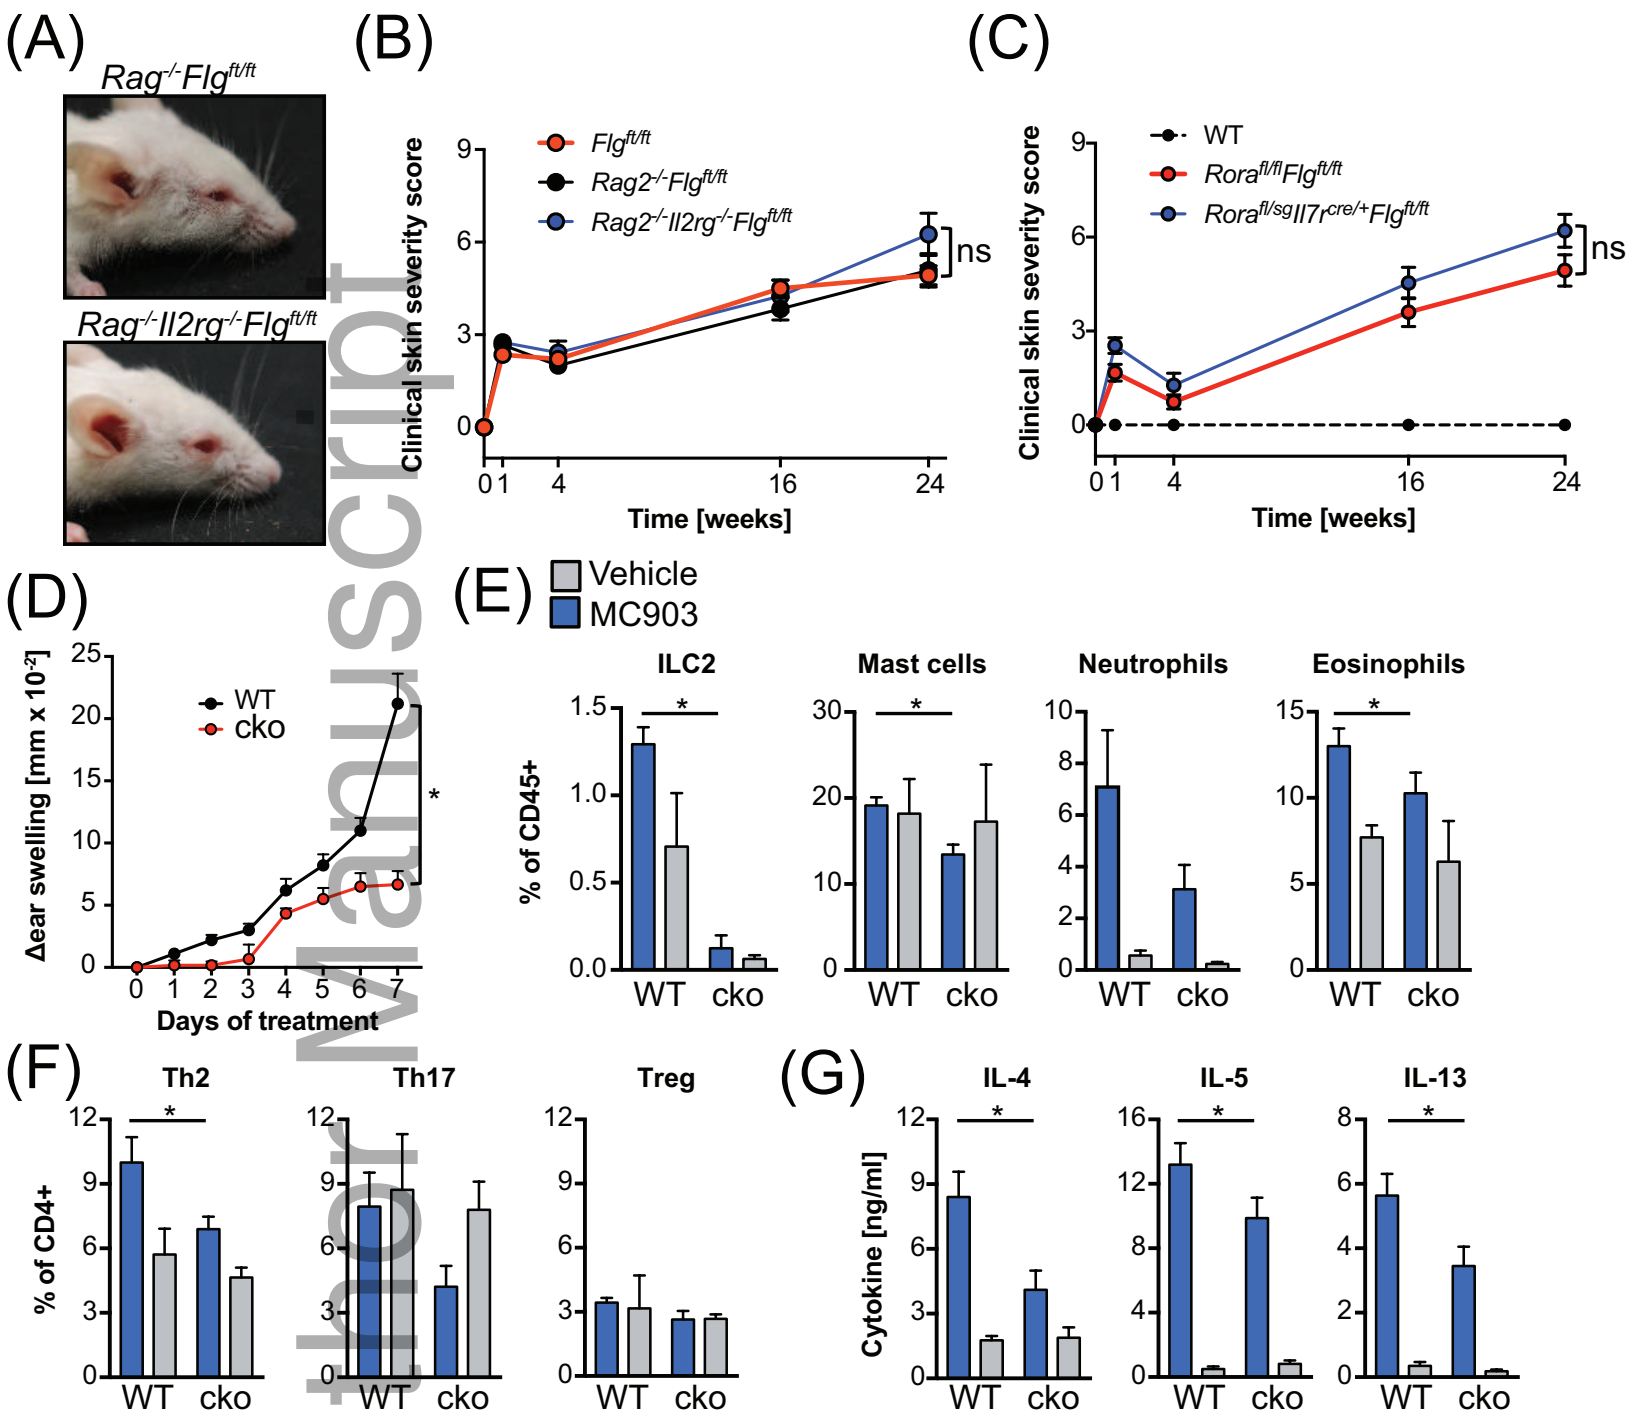 (A)
Rag-/-Flgft/ft
Rag-/-Il2rg-/-Flgft/ft
(B)
Clinical skin severity score
9
6
3
0
Flgft/ft
Rag2-/-Flgft/ft
Rag2-/-Il2rg-/-Flgft/ft
ns
0 1 4 16 24
Time [weeks]
(C)
Clinical skin severity score
9
6
3
0
WT
Rorafl/flFlgft/ft
Rorafl/sgIl7rcre/+Flgft/ft
ns
0 1 4 16 24
Time [weeks]
(D)
Δear swelling [mm x 10-2]
25
20
15
10
5
0
WT
cko
*
0 1 2 3 4 5 6 7
Days of treatment
(E)
Vehicle
MC903
% of CD45+
ILC2
1.5
1.0
0.5
0.0
*
WT cko
Mast cells
30
20
10
0
*
WT cko
Neutrophils
10
8
6
4
2
0
WT cko
Eosinophils
15
10
5
0
*
WT cko
(F)
% of CD4+
Th2
12
9
6
3
0
*
WT cko
Th17
12
9
6
3
0
WT cko
Treg
12
9
6
3
0
WT cko
(G)
Cytokine [ng/ml]
IL-4
12
9
6
3
0
*
WT cko
IL-5
16
12
8
4
0
*
WT cko
IL-13
8
6
4
2
0
*
WT cko
thor Manuscript